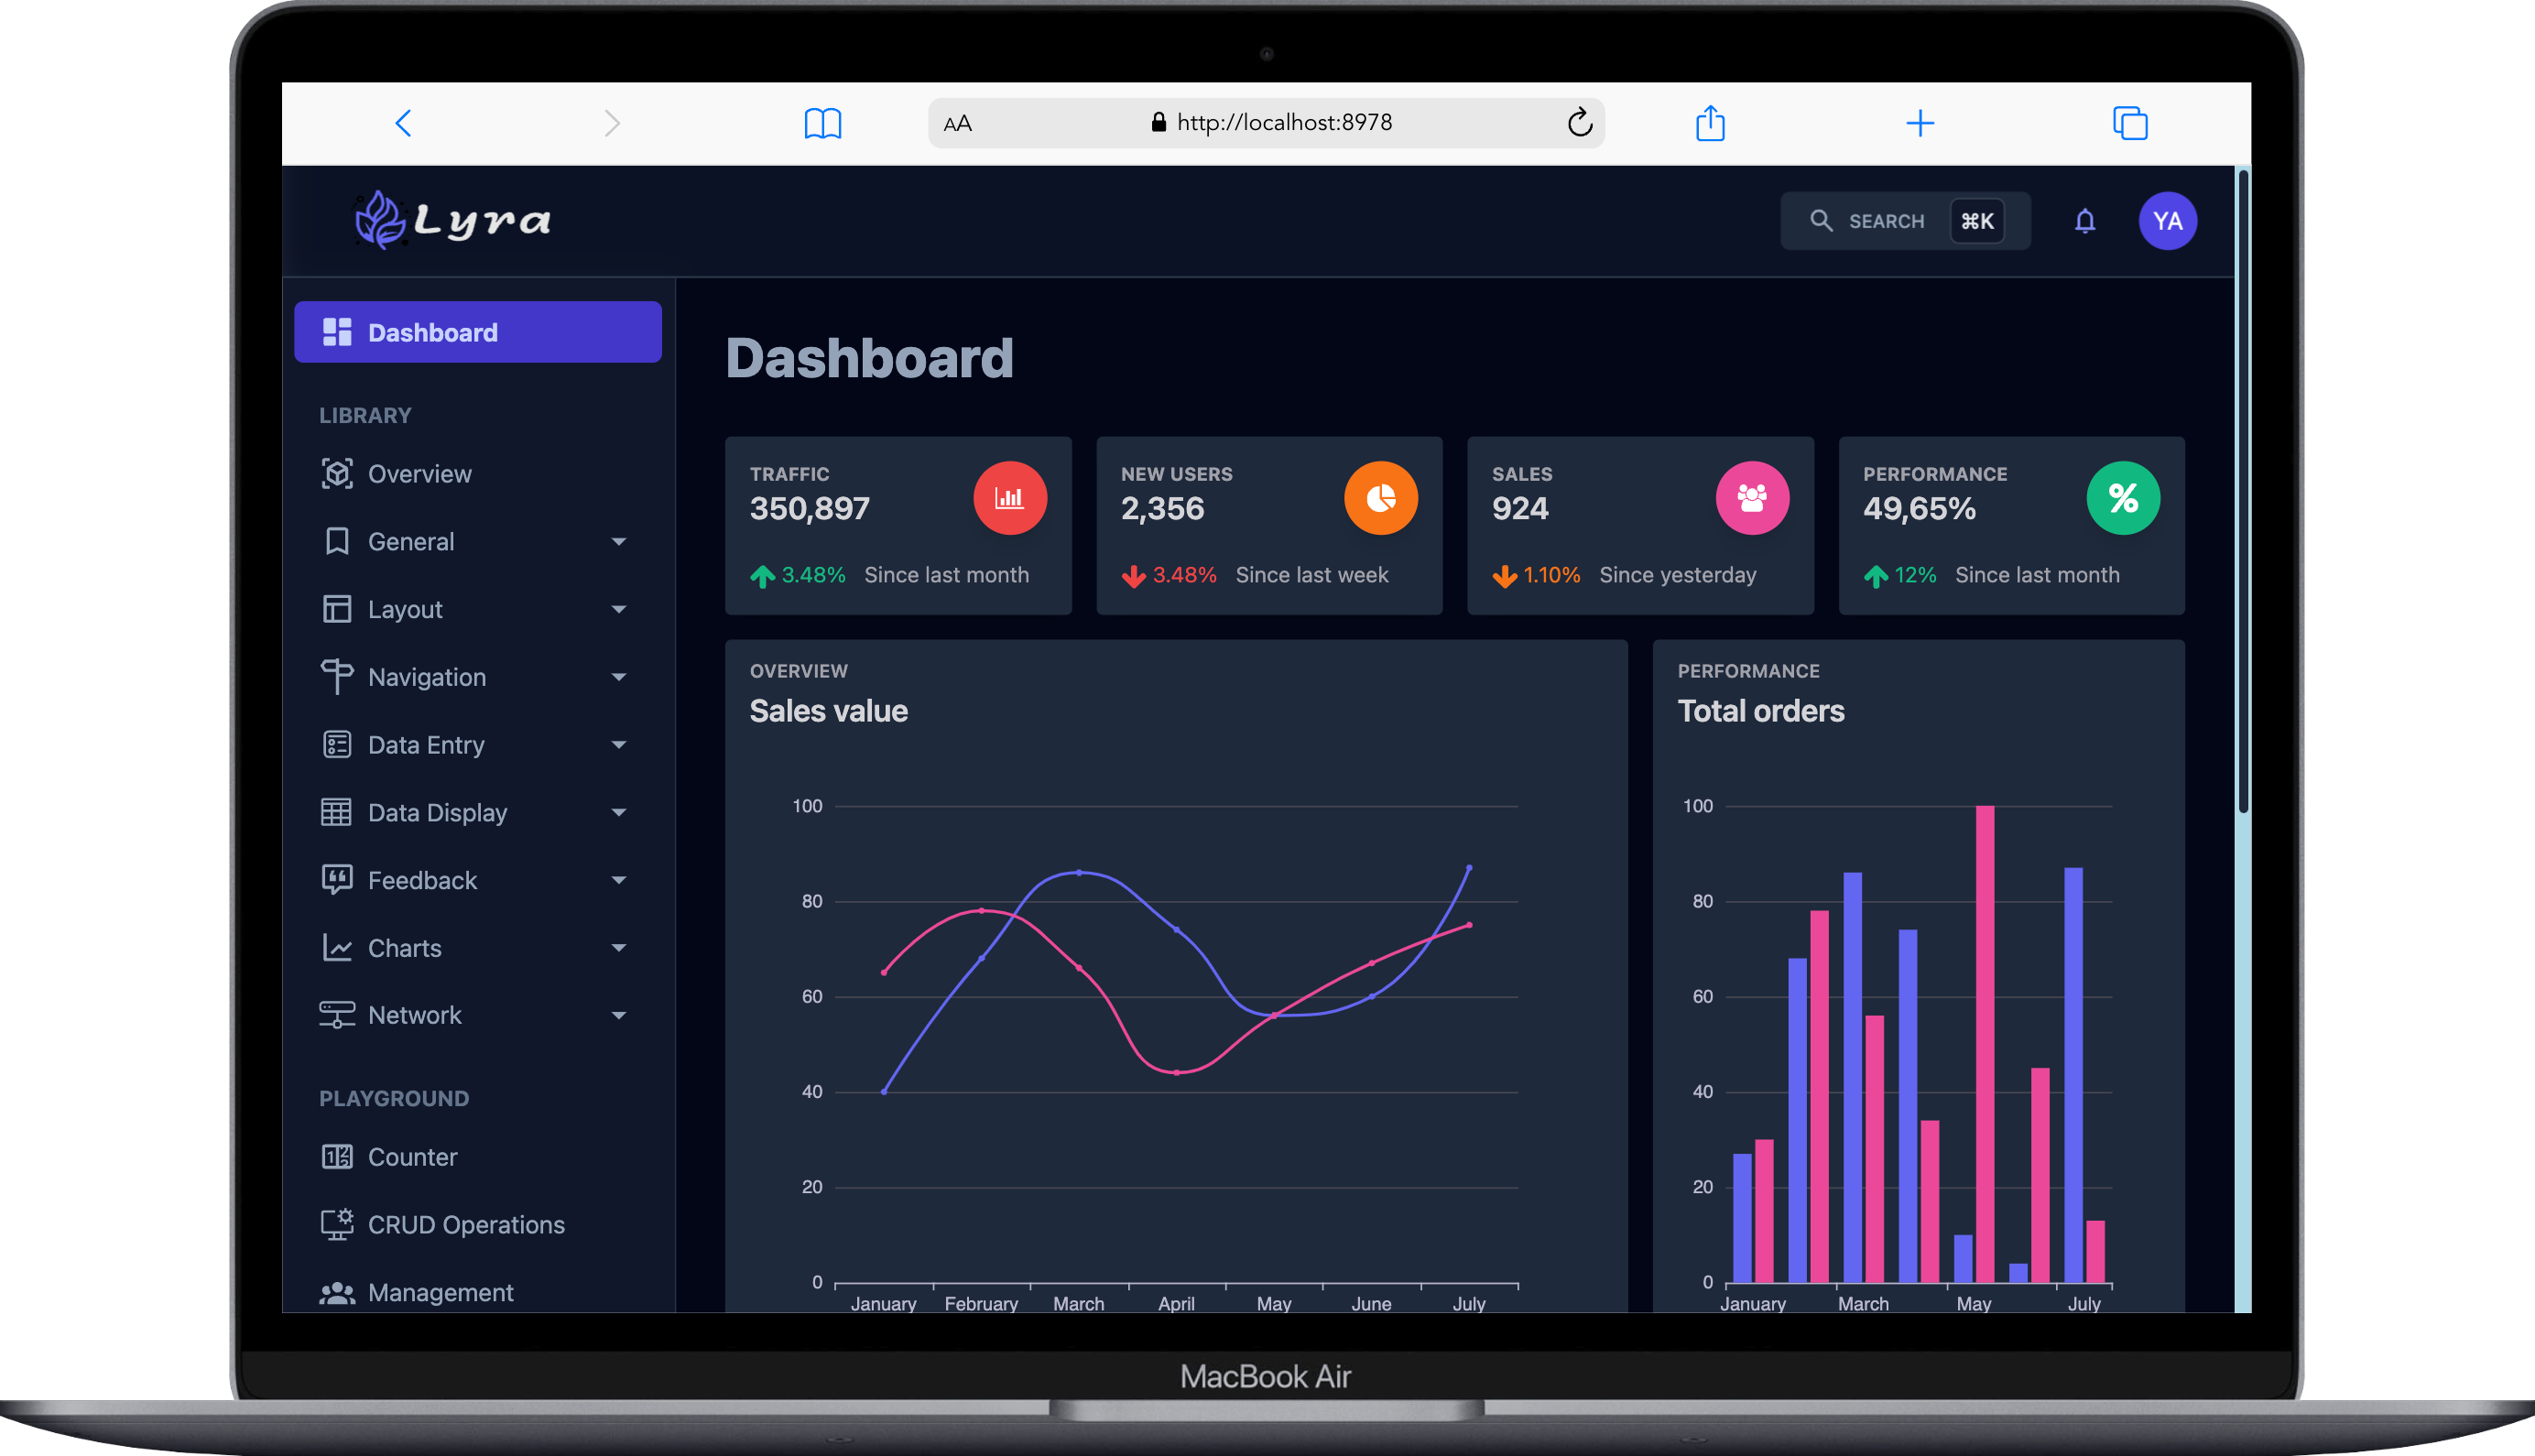 AA http://localhost:8978
Lyra
SEARCH ⌘K
YA
Dashboard
LIBRARY
Overview
General
Layout
Navigation
Data Entry
Data Display
Feedback
Charts
Network
PLAYGROUND
Counter
CRUD Operations
Management
Dashboard
TRAFFIC
350,897
3.48% Since last month
NEW USERS
2,356
3.48% Since last week
SALES
924
1.10% Since yesterday
PERFORMANCE
49,65%
%
12% Since last month
OVERVIEW
Sales value
100
80
60
40
20
0
January February March April May June July
PERFORMANCE
Total orders
100
80
60
40
20
0
January March May July
MacBook Air